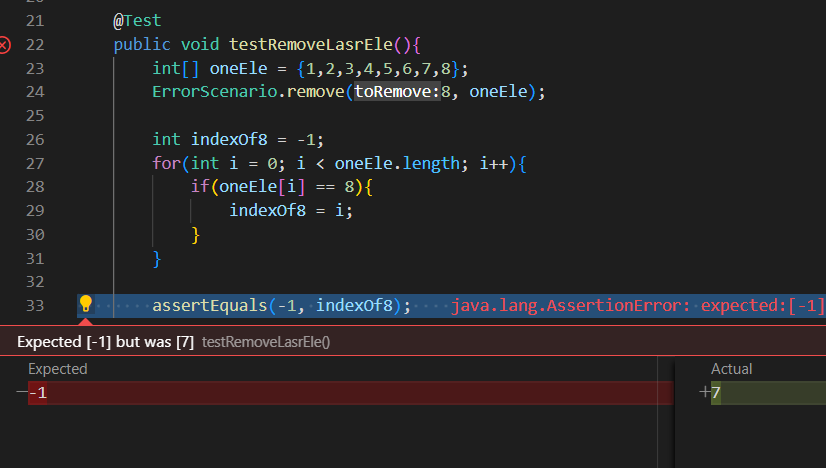 21 @Test
22 public void testRemoveLasrEle(){
23 int[] oneEle = {1,2,3,4,5,6,7,8};
24 ErrorScenario.remove(toRemove:8, oneEle);
25
26 int indexOf8 = -1;
27 for(int i = 0; i < oneEle.length; i++){
28 if(oneEle[i] == 8){
29 indexOf8 = i;
30 }
31 }
32
33 assertEquals(-1, indexOf8); java.lang.AssertionError: expected:[-1]
Expected [-1] but was [7] testRemoveLasrEle()
Expected Actual
−-1 +7